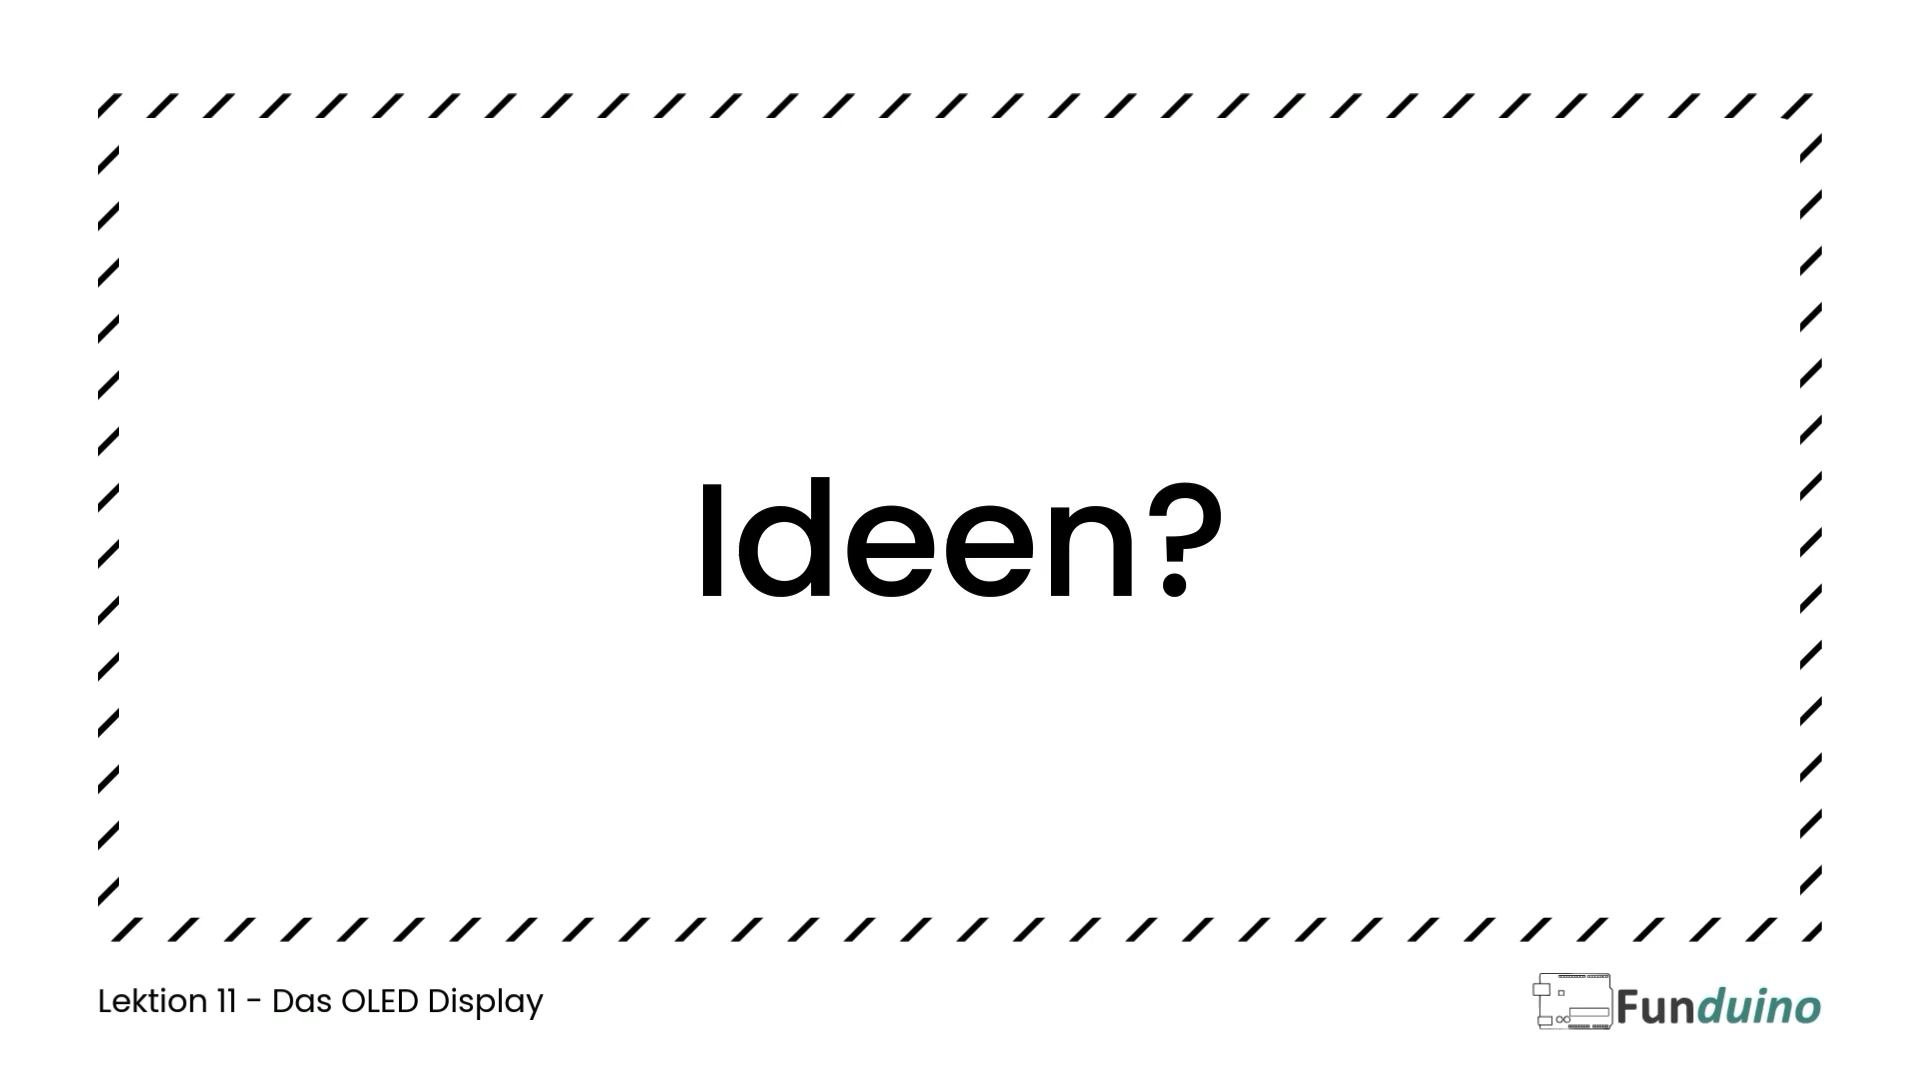 Ideen?
Lektion 11 - Das OLED Display
Funduino